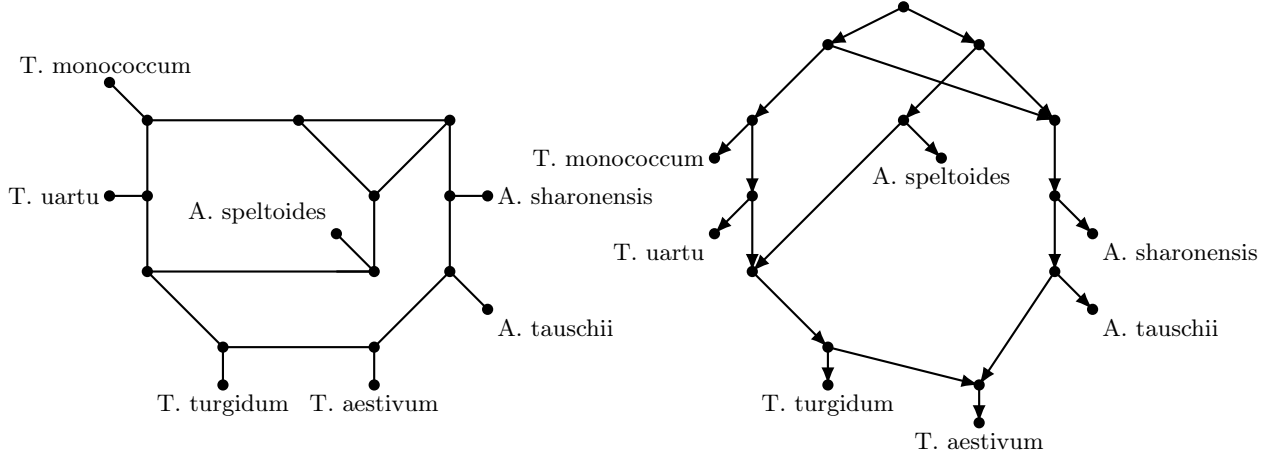 T. monococcum
T. uartu
A. speltoides
A. sharonensis
A. tauschii
T. turgidum
T. aestivum
T. monococcum
A. speltoides
T. uartu
A. sharonensis
A. tauschii
T. turgidum
T. aestivum